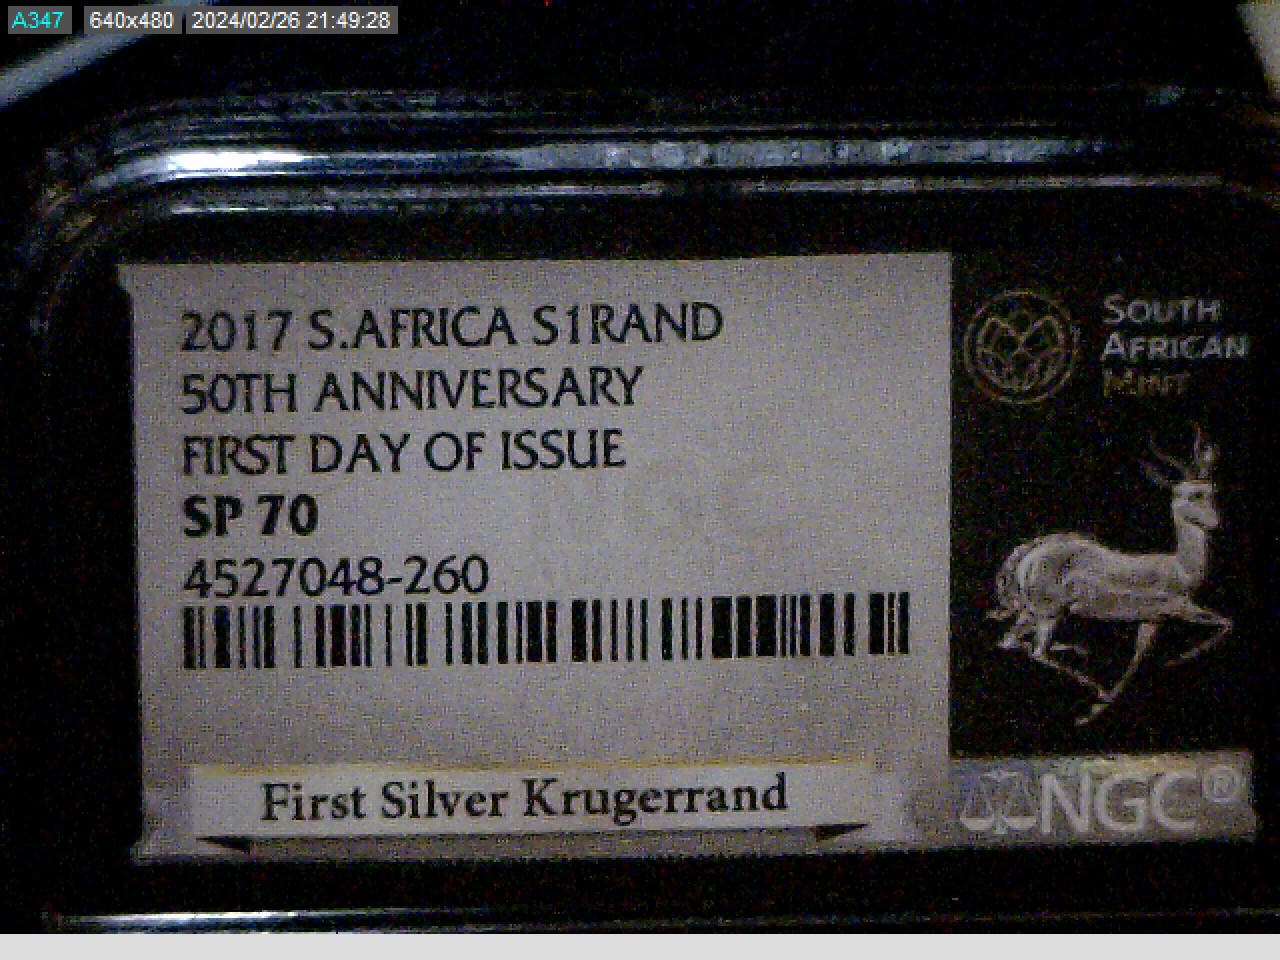 A347 640x480 2024/02/26 21:49:28
2017 S.AFRICA S1RAND
50TH ANNIVERSARY
FIRST DAY OF ISSUE
SP 70
4527048-260
First Silver Krugerrand
SOUTH
AFRICAN
MINT
NGC®